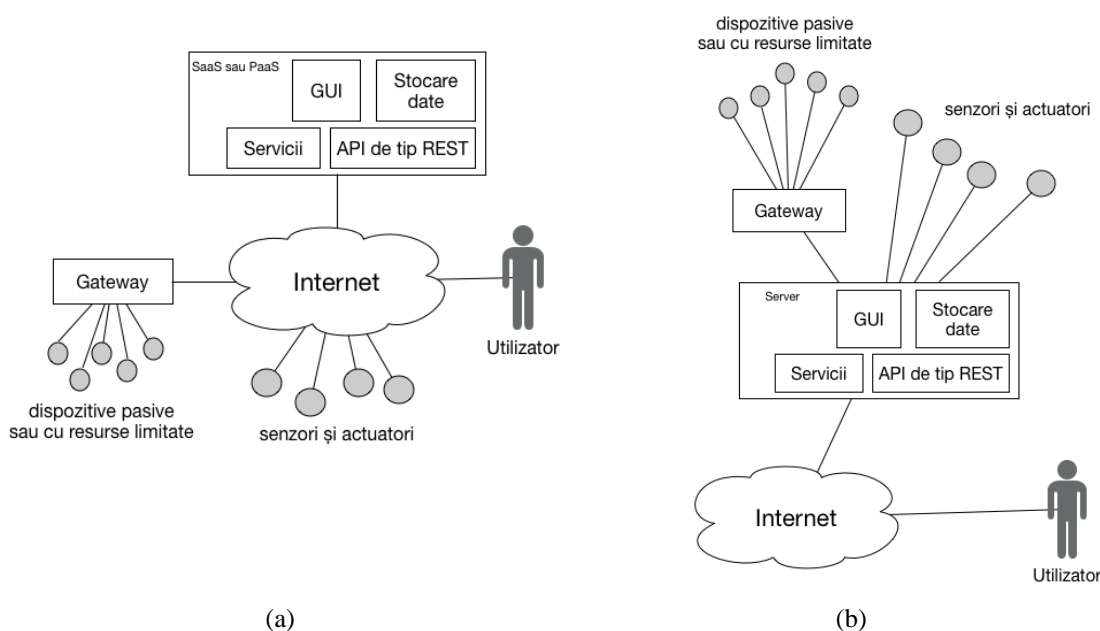 SaaS sau PaaS
GUI
Stocare
date
Servicii
API de tip REST
Internet
Gateway
Utilizator
dispozitive pasive
sau cu resurse limitate
senzori și actuatori
(a)
dispozitive pasive
sau cu resurse limitate
senzori și actuatori
Gateway
Server
GUI
Stocare
date
Servicii
API de tip REST
Internet
Utilizator
(b)